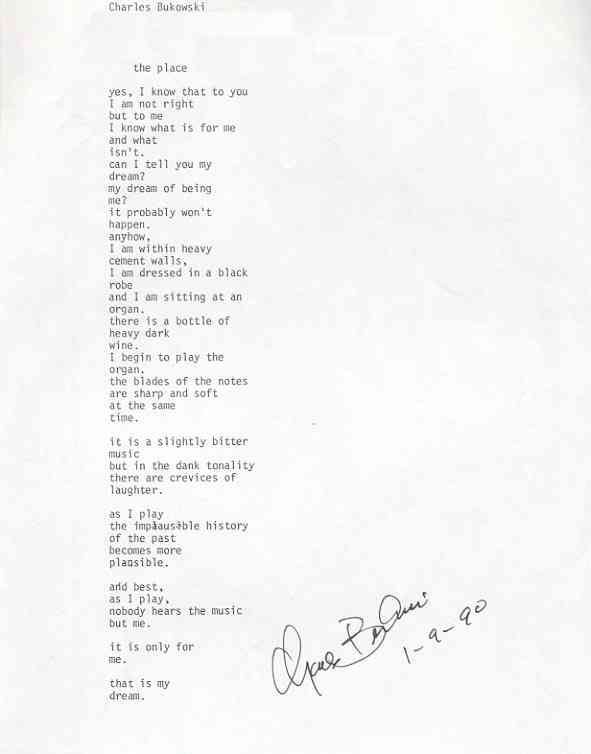 Charles Bukowski
the place
yes, I know that to you
I am not right
but to me
I know what is for me
and what
isn't.
can I tell you my
dream?
my dream of being
me?
it probably won't
happen.
anyhow,
I am within heavy
cement walls,
I am dressed in a black
robe
and I am sitting at an
organ.
there is a bottle of
heavy dark
wine.
I begin to play the
organ.
the blades of the notes
are sharp and soft
at the same
time.
it is a slightly bitter
music
but in the dank tonality
there are crevices of
laughter.
as I play
the implausible history
of the past
becomes more
plausible.
and best,
as I play,
nobody hears the music
but me.
it is only for
me.
that is my
dream.
1-9-90